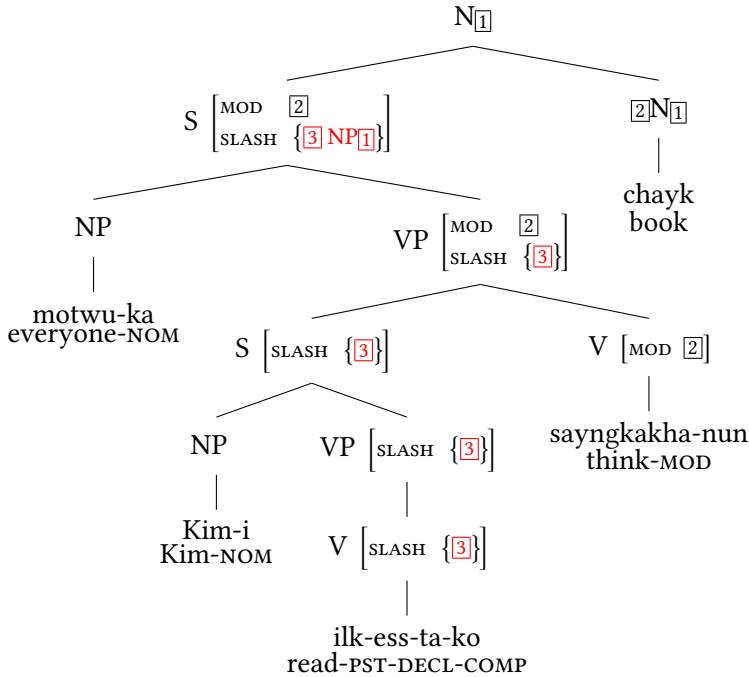 N1
S [MOD 2
SLASH {3 NP1}]
2N1
chayk
book
NP
VP [MOD 2
SLASH {3}]
motwu-ka
everyone-NOM
S [SLASH {3}]
V [MOD 2]
sayngkakha-nun
think-MOD
NP
VP [SLASH {3}]
Kim-i
Kim-NOM
V [SLASH {3}]
ilk-ess-ta-ko
read-PST-DECL-COMP